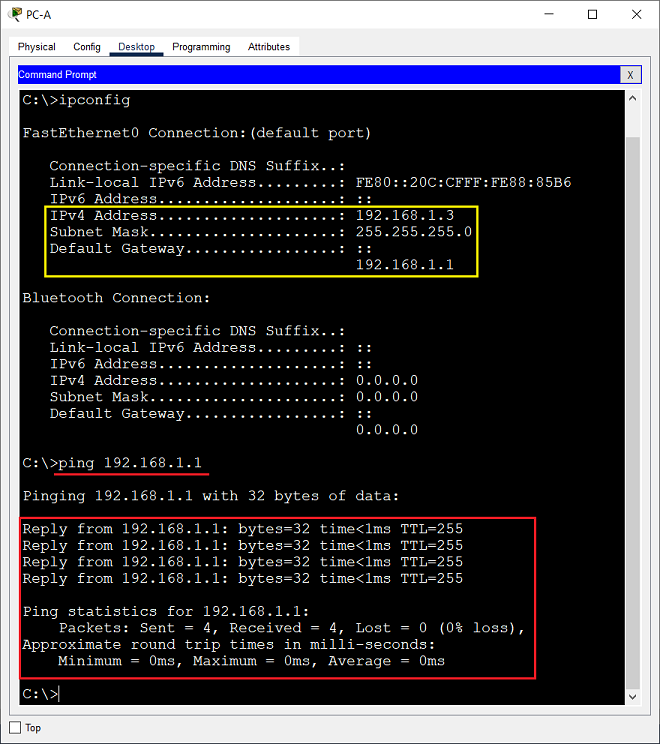 PC-A
Physical Config Desktop Programming Attributes
Command Prompt X
C:\>ipconfig
FastEthernet0 Connection:(default port)
Connection-specific DNS Suffix..:
Link-local IPv6 Address.........: FE80::20C:CFFF:FE88:85B6
IPv6 Address....................: ::
IPv4 Address....................: 192.168.1.3
Subnet Mask.....................: 255.255.255.0
Default Gateway.................: ::
192.168.1.1
Bluetooth Connection:
Connection-specific DNS Suffix..:
Link-local IPv6 Address.........: ::
IPv6 Address....................: ::
IPv4 Address....................: 0.0.0.0
Subnet Mask.....................: 0.0.0.0
Default Gateway.................: ::
0.0.0.0
C:\>ping 192.168.1.1
Pinging 192.168.1.1 with 32 bytes of data:
Reply from 192.168.1.1: bytes=32 time<1ms TTL=255
Reply from 192.168.1.1: bytes=32 time<1ms TTL=255
Reply from 192.168.1.1: bytes=32 time<1ms TTL=255
Reply from 192.168.1.1: bytes=32 time<1ms TTL=255
Ping statistics for 192.168.1.1:
Packets: Sent = 4, Received = 4, Lost = 0 (0% loss),
Approximate round trip times in milli-seconds:
Minimum = 0ms, Maximum = 0ms, Average = 0ms
C:\>
Top